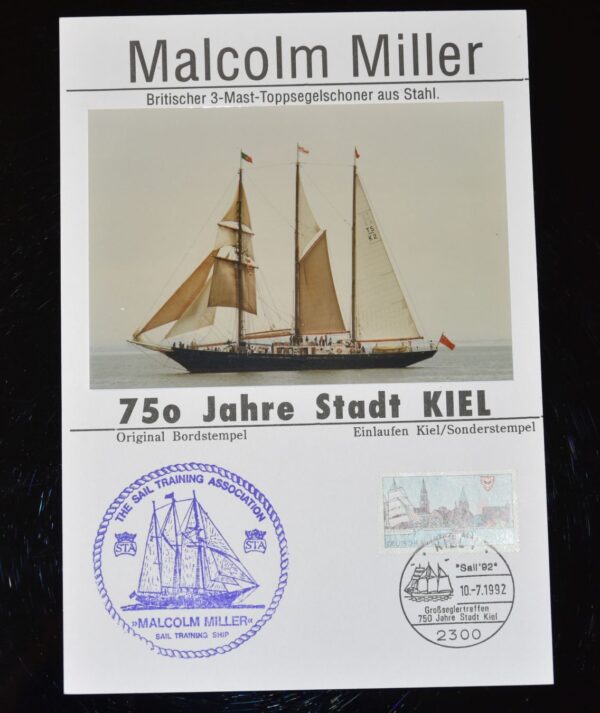 Malcolm Miller
Britischer 3-Mast-Toppsegelschoner aus Stahl.
TS
K2
75o Jahre Stadt KIEL
Original Bordstempel
Einlaufen Kiel/Sonderstempel
THE SAIL TRAINING ASSOCIATION
STA
STA
»MALCOLM MILLER«
SAIL TRAINING SHIP
KIEL
"Sail'92"
10.-7.1992
Großseglertreffen
750 Jahre Stadt Kiel
2300